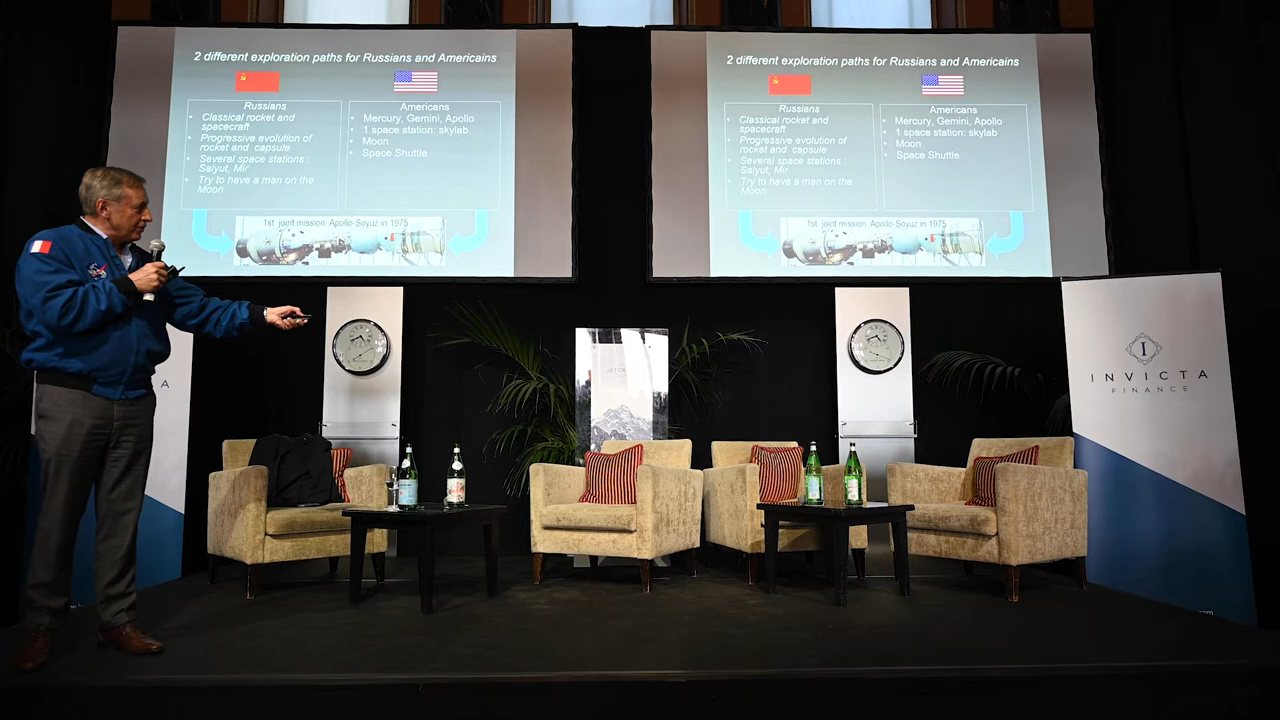 2 different exploration paths for Russians and Americains
Russians
• Classical rocket and
spacecraft
• Progressive evolution of
rocket and capsule
• Several space stations :
Salyut, Mir
• Try to have a man on the
Moon
Americans
• Mercury, Gemini, Apollo
• 1 space station: skylab
• Moon
• Space Shuttle
1st joint mission Apollo-Soyuz in 1975
2 different exploration paths for Russians and Americains
Russians
• Classical rocket and
spacecraft
• Progressive evolution of
rocket and capsule
• Several space stations :
Salyut, Mir
• Try to have a man on the
Moon
Americans
• Mercury, Gemini, Apollo
• 1 space station: skylab
• Moon
• Space Shuttle
1st joint mission Apollo-Soyuz in 1975
I
INVICTA
FINANCE